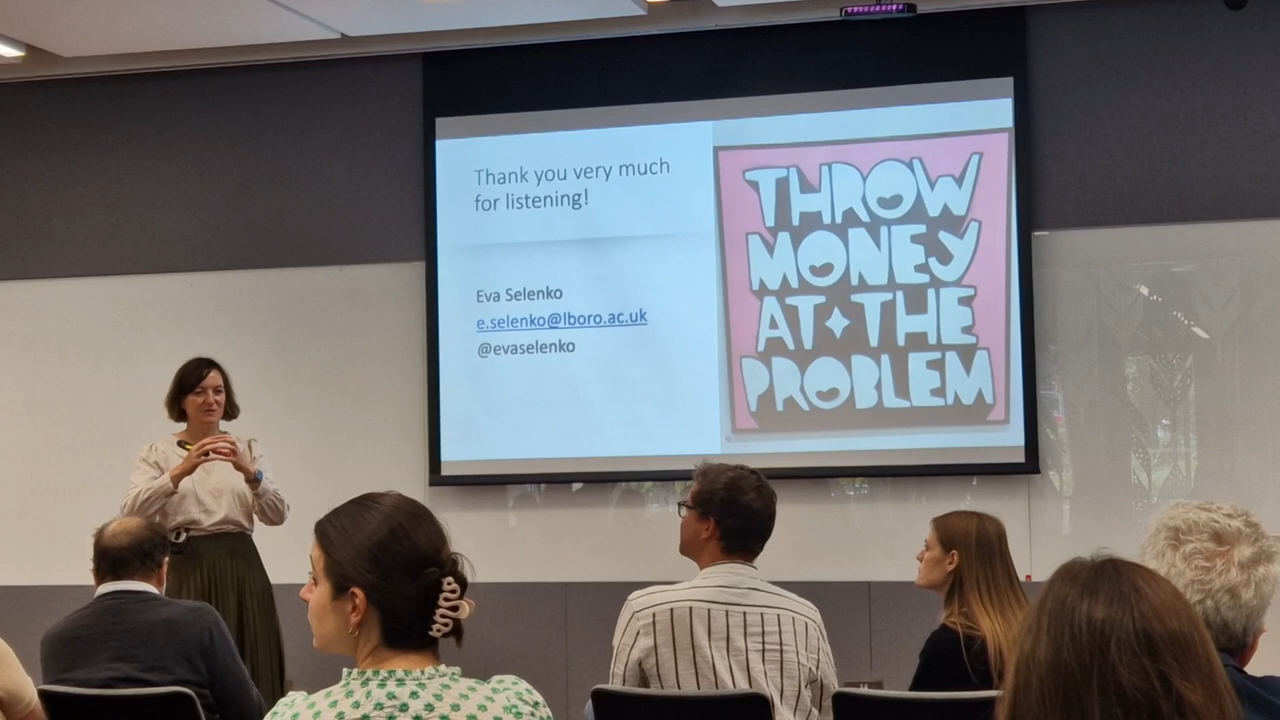 Thank you very much
for listening!
Eva Selenko
e.selenko@lboro.ac.uk
@evaselenko
THROW
MONEY
AT THE
PROBLEM